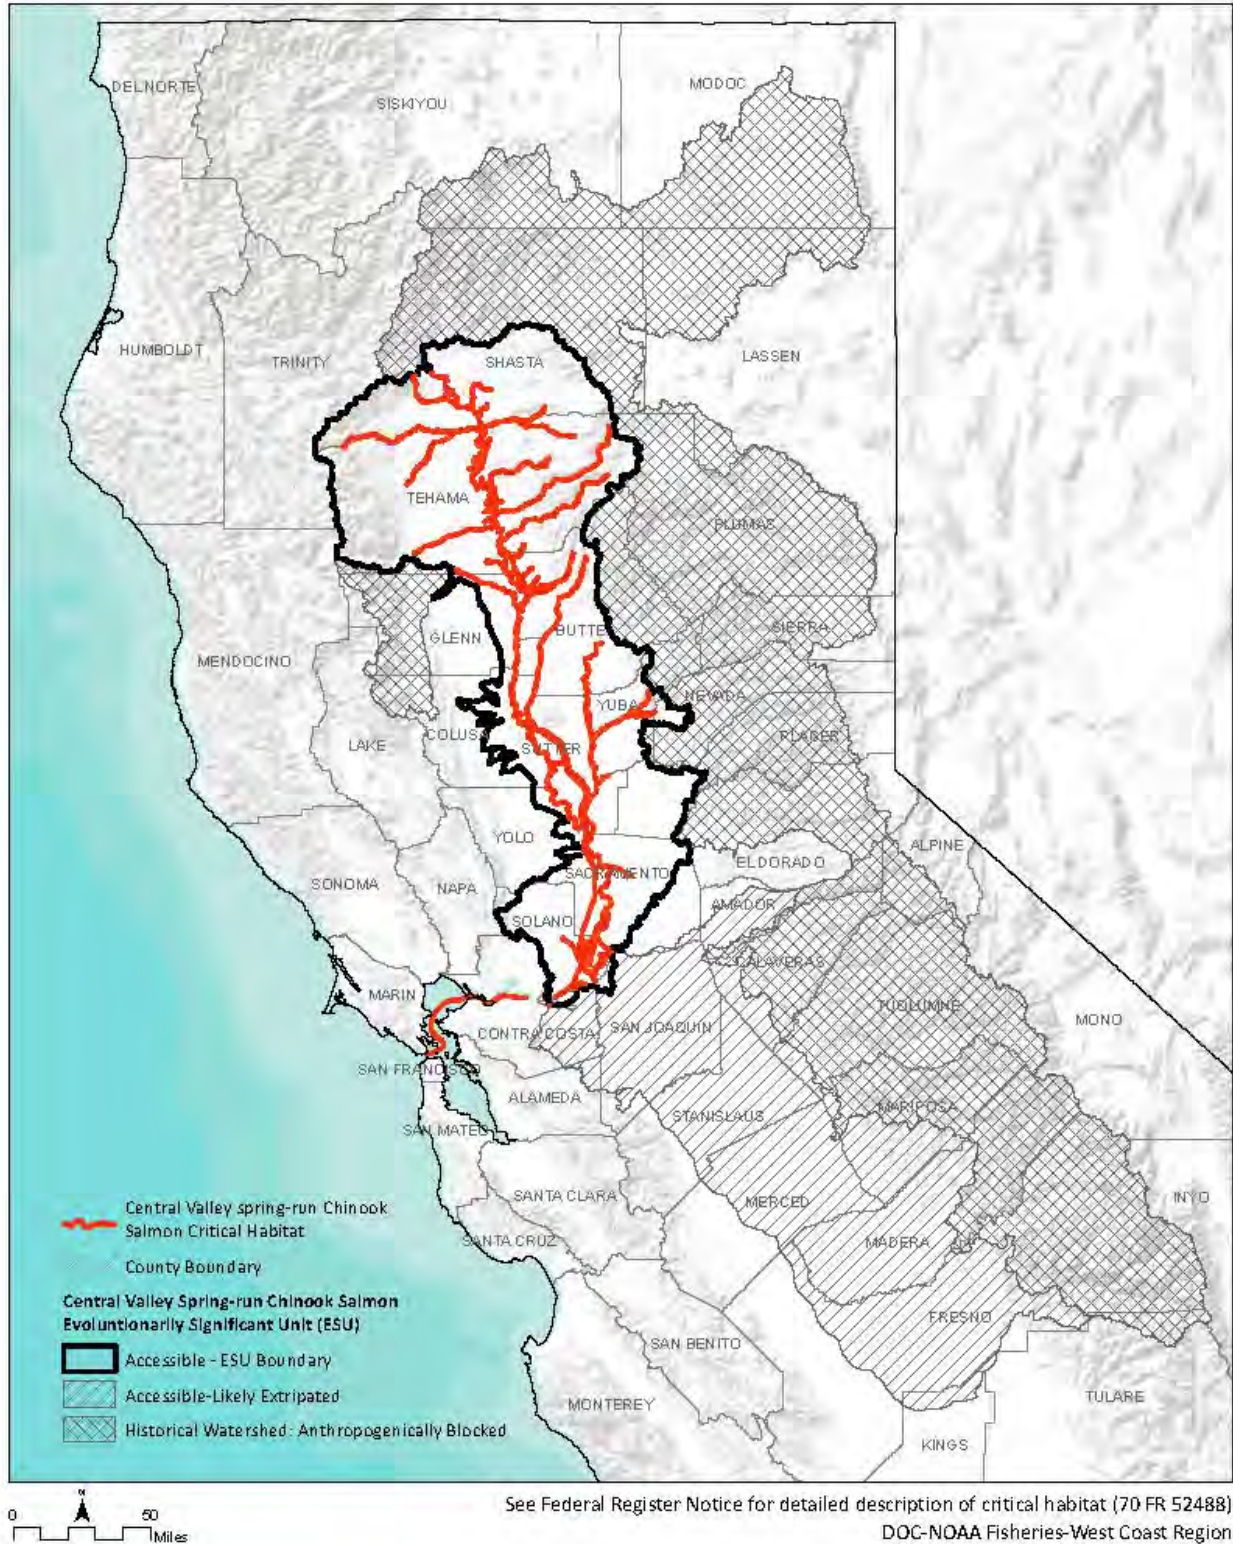 DELNORTE
SISKIYOU
MODOC
HUMBOLDT
TRINITY
SHASTA
LASSEN
TEHAMA
PLUMAS
MENDOCINO
GLENN
BUTTE
SIERRA
LAKE
COLUSA
SUTTER
YUBA
NEVADA
PLACER
YOLO
ELDORADO
ALPINE
SONOMA
NAPA
SOLANO
SACRAMENTO
AMADOR
MARIN
CALAVERAS
TUOLUMNE
MONO
CONTRA COSTA
SAN JOAQUIN
SAN FRANCISCO
ALAMEDA
STANISLAUS
MARIPOSA
SAN MATEO
SANTA CLARA
MERCED
INYO
SANTA CRUZ
MADERA
FRESNO
SAN BENITO
MONTEREY
TULARE
KINGS
Central Valley spring-run Chinook
Salmon Critical Habitat
County Boundary
Central Valley Spring-run Chinook Salmon
Evoluntionarily Significant Unit (ESU)
Accessible - ESU Boundary
Accessible-Likely Extripated
Historical Watershed: Anthropogenically Blocked
N
0 50
Miles
See Federal Register Notice for detailed description of critical habitat (70 FR 52488)
DOC-NOAA Fisheries-West Coast Region